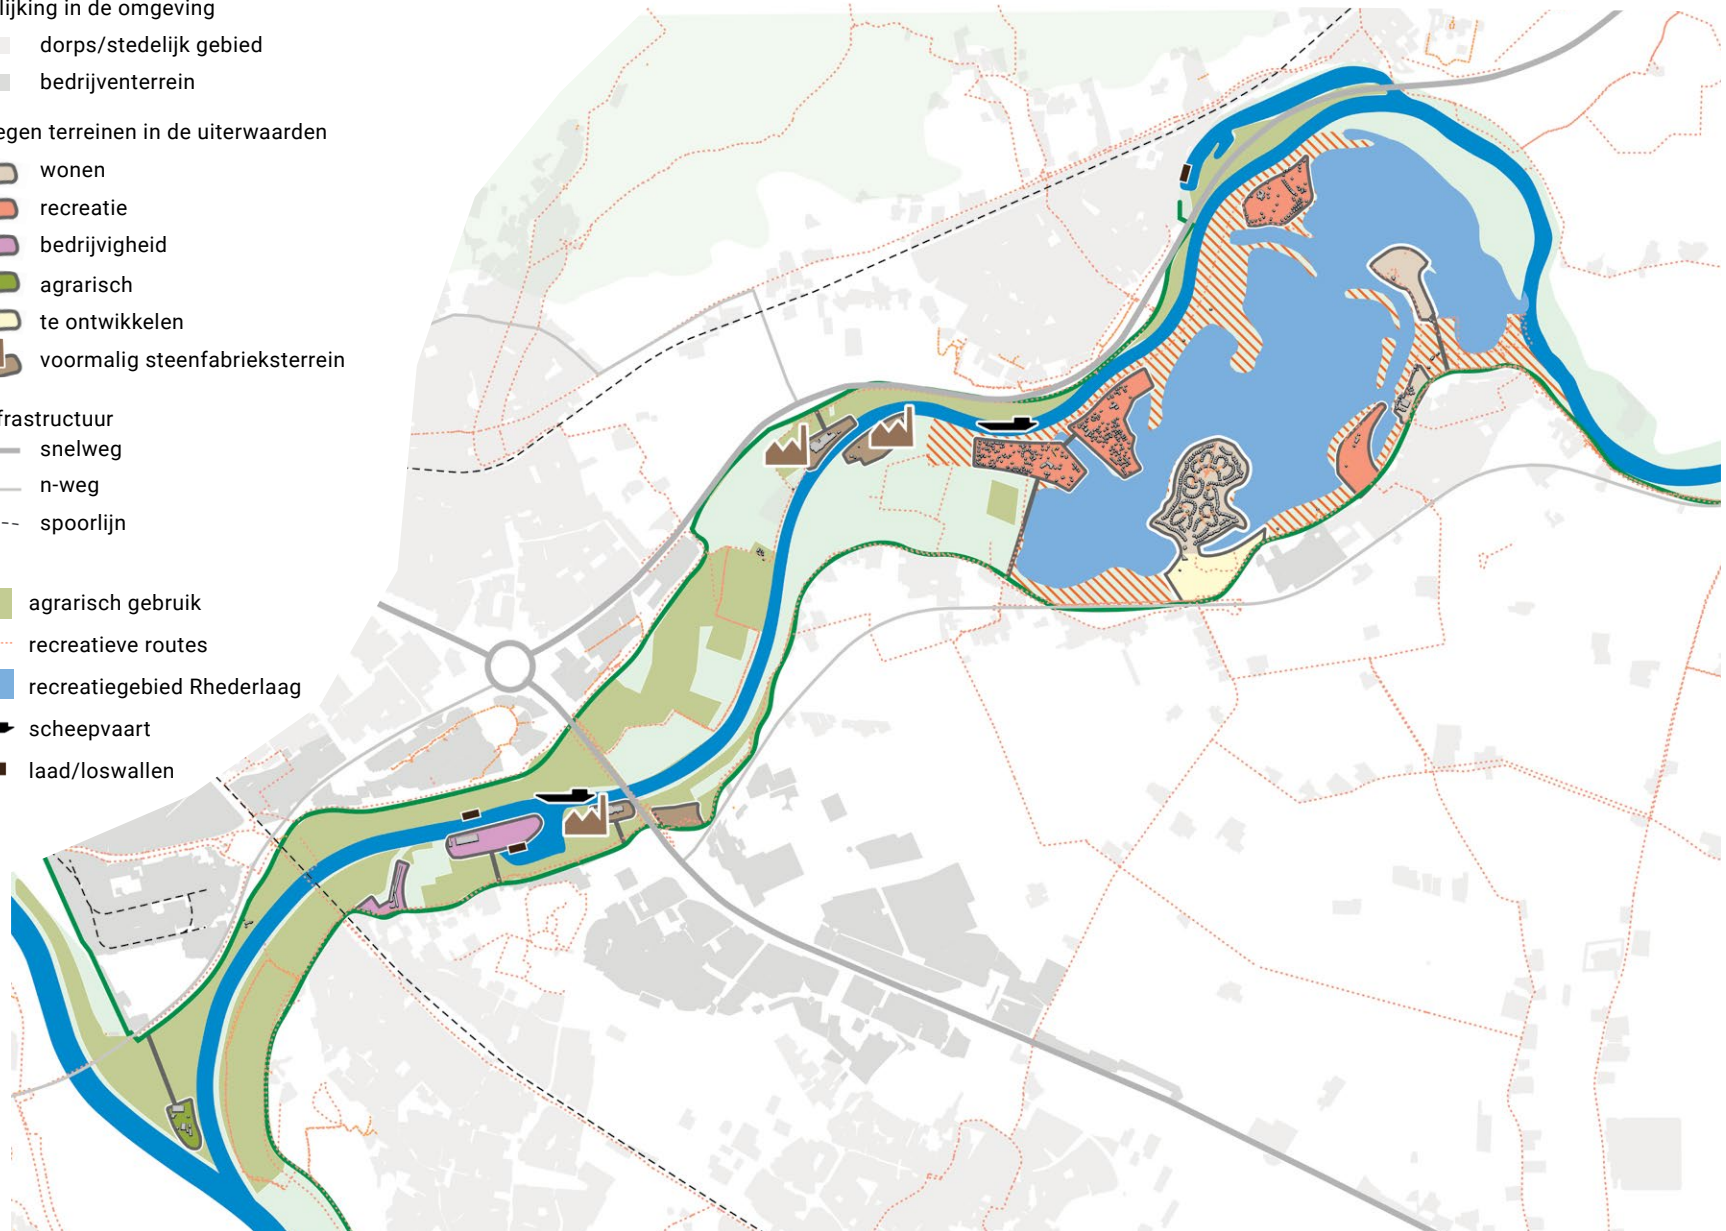 lijking in de omgeving
dorps/stedelijk gebied
bedrijventerrein
egen terreinen in de uiterwaarden
wonen
recreatie
bedrijvigheid
agrarisch
te ontwikkelen
voormalig steenfabrieksterrein
frastructuur
snelweg
n-weg
spoorlijn
agrarisch gebruik
recreatieve routes
recreatiegebied Rhederlaag
scheepvaart
laad/loswallen